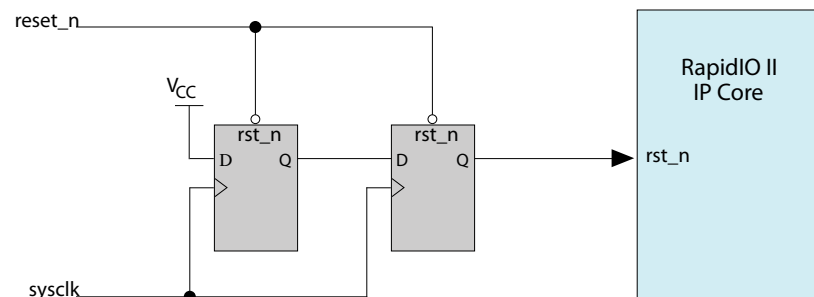 reset_n
RapidIO II
IP Core
VCC
rst_n
rst_n
D
Q
D
Q
rst_n
sysclk